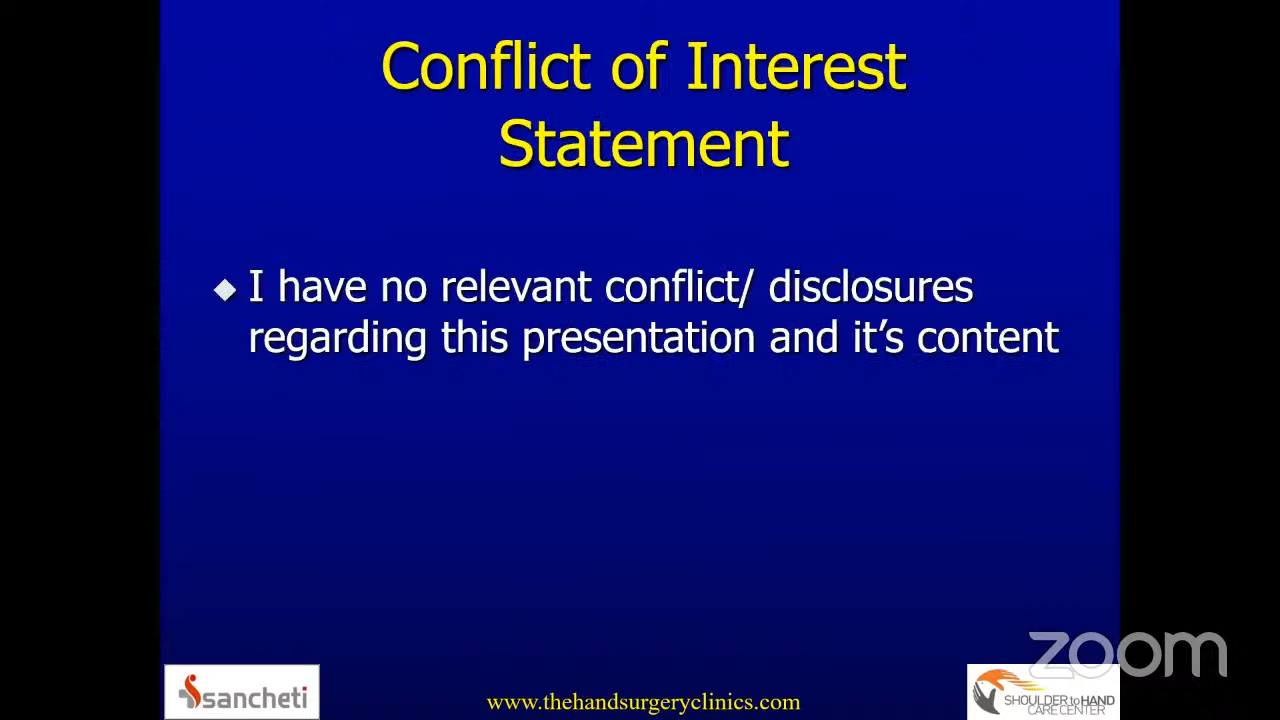 Conflict of Interest
Statement
I have no relevant conflict/ disclosures
regarding this presentation and it’s content
zoom
sancheti
www.thehandsurgeryclinics.com
SHOULDER to HAND
CARE CENTER